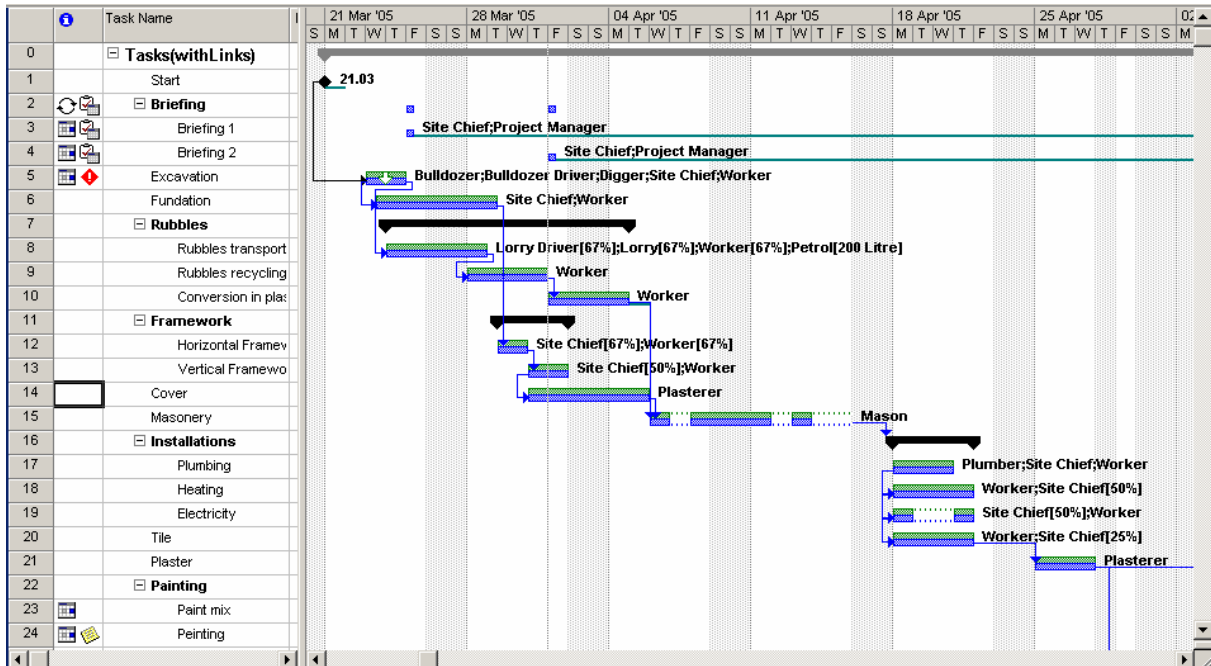 Task Name
21 Mar '05 28 Mar '05 04 Apr '05 11 Apr '05 18 Apr '05 25 Apr '05 02
S M T W T F S S M T W T F S S M T W T F S S M T W T F S S M T W T F S S M T W T F S S M
0 Tasks(withLinks)
1 Start 21.03
2 Briefing
3 Briefing 1 Site Chief;Project Manager
4 Briefing 2 Site Chief;Project Manager
5 Excavation Bulldozer;Bulldozer Driver;Digger;Site Chief;Worker
6 Fundation Site Chief;Worker
7 Rubbles
8 Rubbles transport Lorry Driver[67%];Lorry[67%];Worker[67%];Petrol[200 Litre]
9 Rubbles recycling Worker
10 Conversion in plas Worker
11 Framework
12 Horizontal Framew Site Chief[67%];Worker[67%]
13 Vertical Framewo Site Chief[50%];Worker
14 Cover Plasterer
15 Masonery Mason
16 Installations
17 Plumbing Plumber;Site Chief;Worker
18 Heating Worker;Site Chief[50%]
19 Electricity Site Chief[50%];Worker
20 Tile Worker;Site Chief[25%]
21 Plaster Plasterer
22 Painting
23 Paint mix
24 Peinting